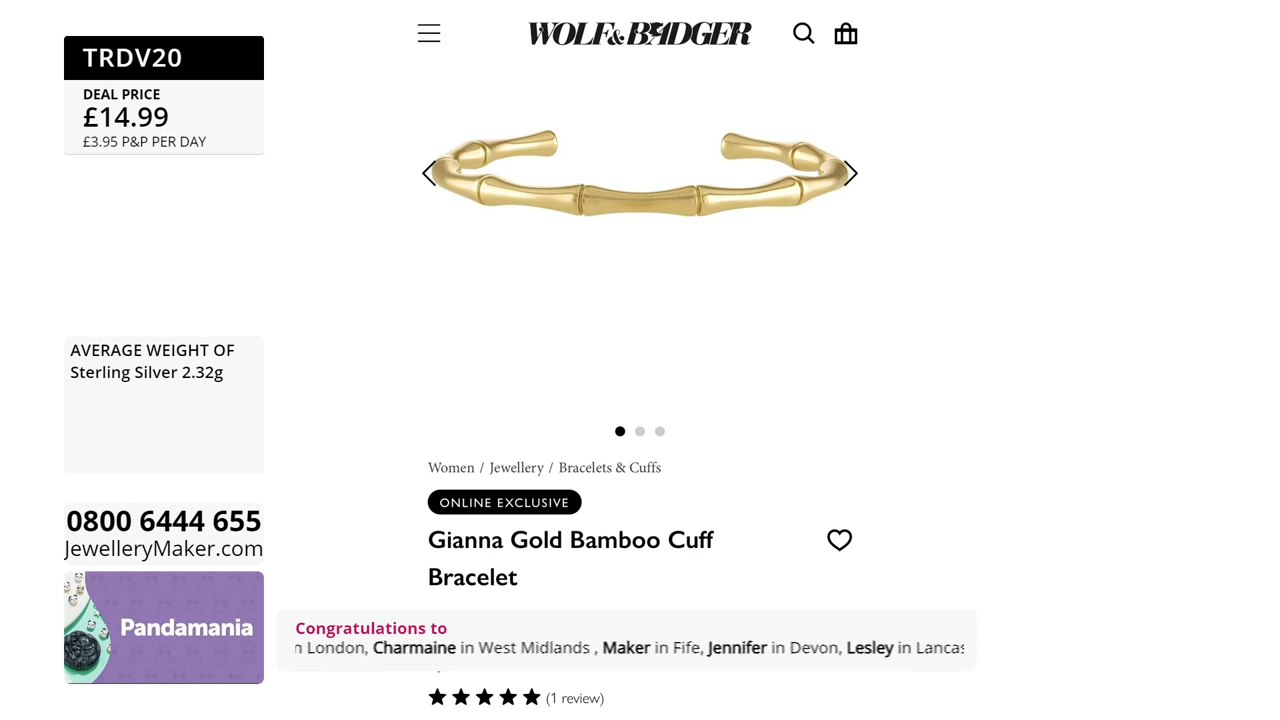 TRDV20
DEAL PRICE
£14.99
£3.95 P&P PER DAY
AVERAGE WEIGHT OF
Sterling Silver 2.32g
0800 6444 655
JewelleryMaker.com
Pandamania
WOLF&BADGER
Women / Jewellery / Bracelets & Cuffs
ONLINE EXCLUSIVE
Gianna Gold Bamboo Cuff
Bracelet
Congratulations to
n London, Charmaine in West Midlands , Maker in Fife, Jennifer in Devon, Lesley in Lancas
(1 review)